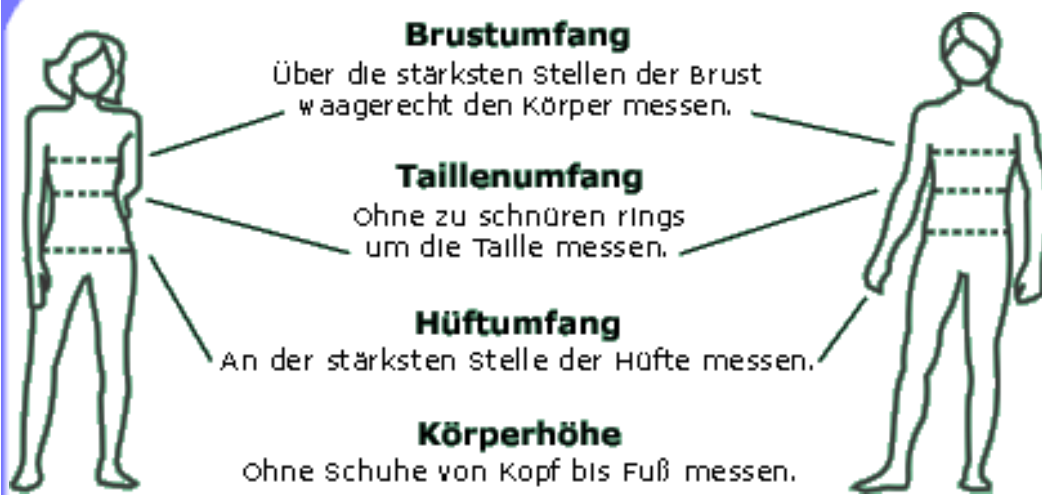 Brustumfang
Über die stärksten Stellen der Brust
waagerecht den Körper messen.
Taillenumfang
Ohne zu schnüren rings
um die Taille messen.
Hüftumfang
An der stärksten Stelle der Hüfte messen.
Körperhöhe
Ohne Schuhe von Kopf bis Fuß messen.